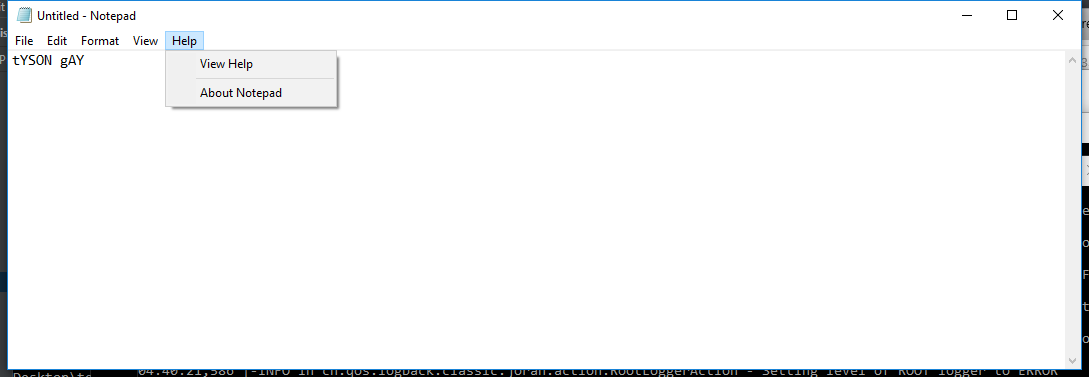 Untitled - Notepad
File Edit Format View Help
tYSON gAY
View Help
About Notepad
04:40:21,586 |-INFO in ch.qos.logback.classic.joran.action.RootLoggerAction - Setting level of ROOT logger to ERROR